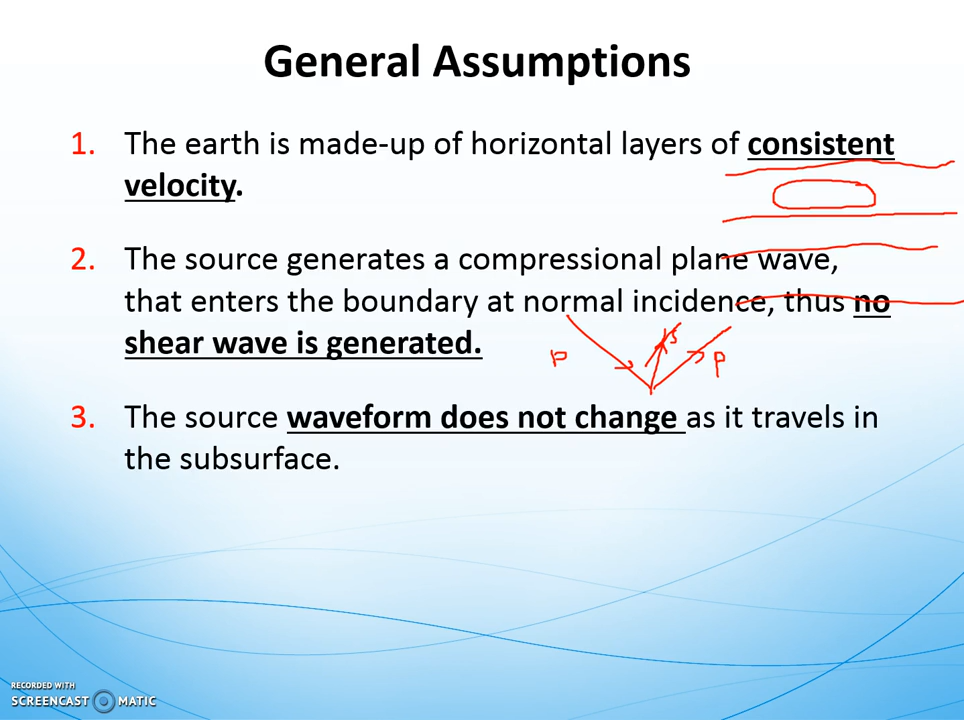 General Assumptions
1. The earth is made-up of horizontal layers of consistent
velocity.
2. The source generates a compressional plane wave,
that enters the boundary at normal incidence, thus no
shear wave is generated.
P S P
3. The source waveform does not change as it travels in
the subsurface.
RECORDED WITH
SCREENCAST MATIC